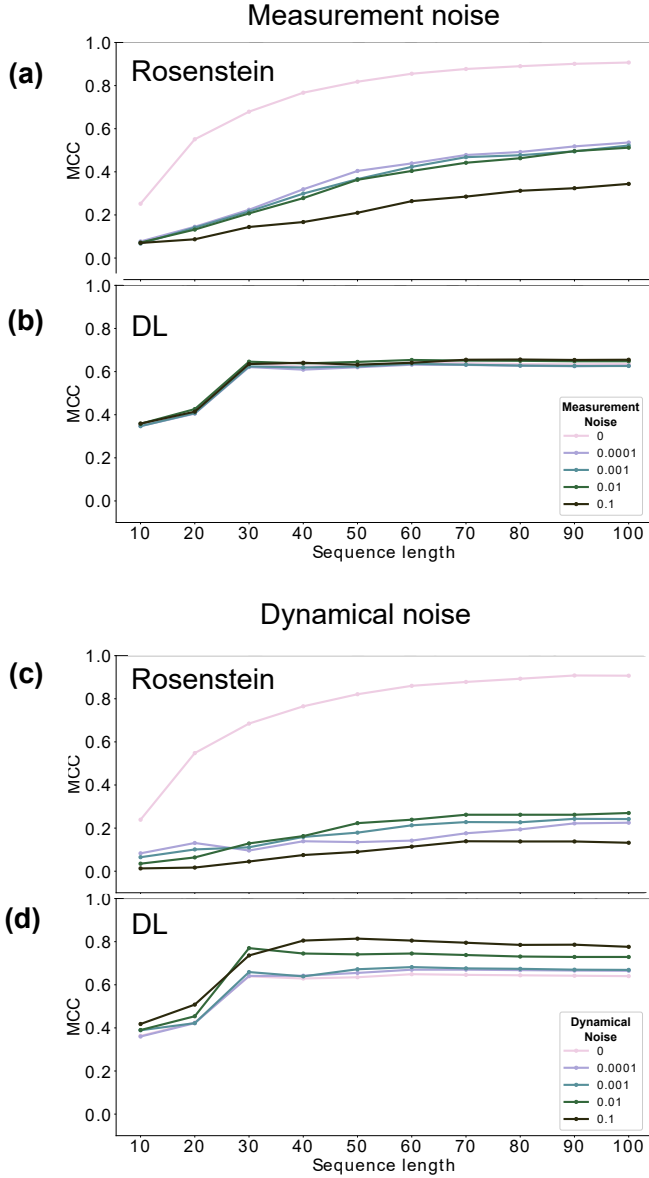 Measurement noise
(a)
Rosenstein
MCC
1.0
0.8
0.6
0.4
0.2
0.0
(b)
DL
MCC
1.0
0.8
0.6
0.4
0.2
0.0
Measurement
Noise
0
0.0001
0.001
0.01
0.1
10 20 30 40 50 60 70 80 90 100
Sequence length
Dynamical noise
(c)
Rosenstein
MCC
1.0
0.8
0.6
0.4
0.2
0.0
(d)
DL
MCC
1.0
0.8
0.6
0.4
0.2
0.0
Dynamical
Noise
0
0.0001
0.001
0.01
0.1
10 20 30 40 50 60 70 80 90 100
Sequence length